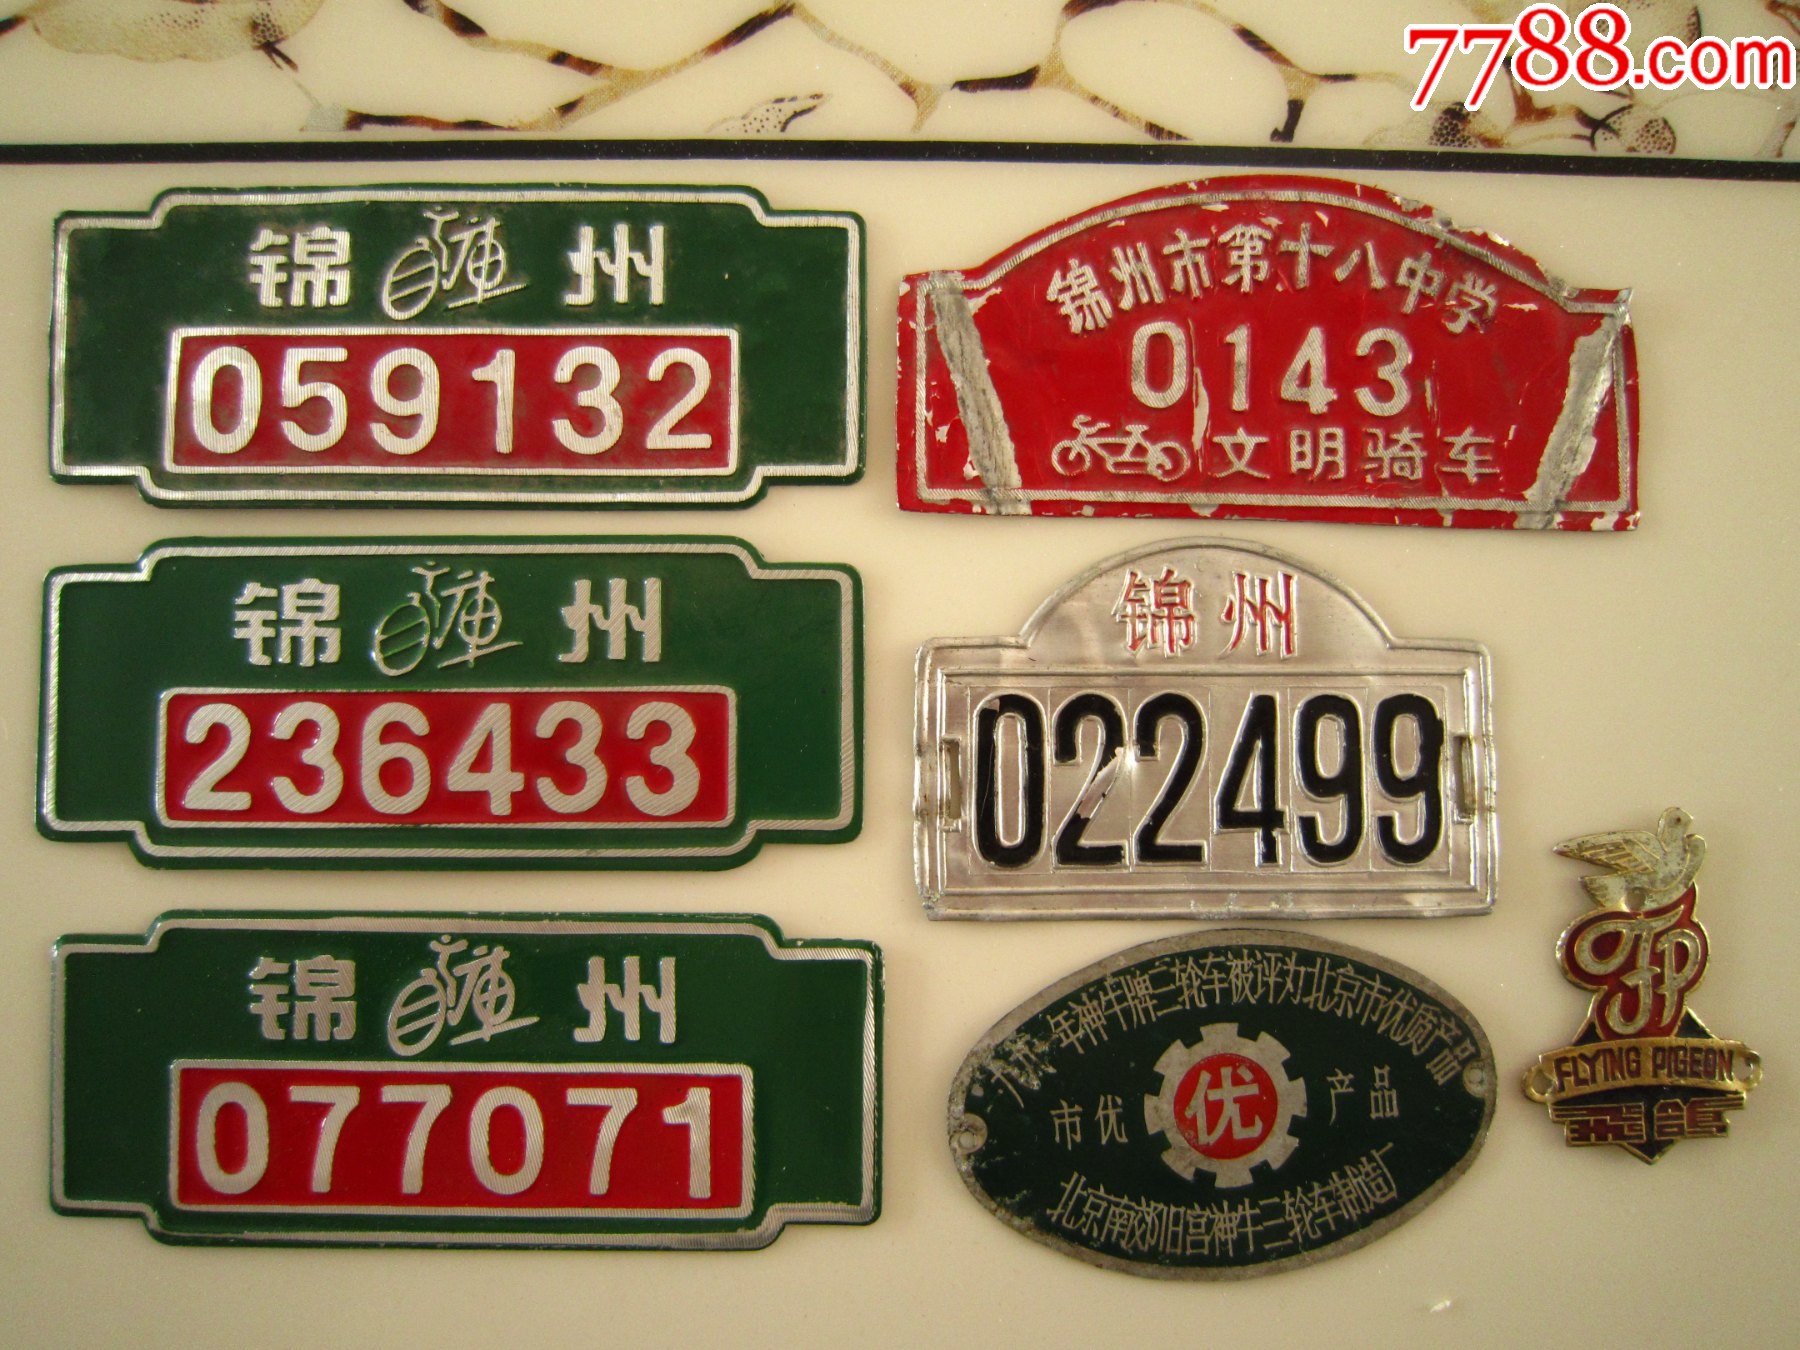 7788.com
锦 自行车 州
059132
锦 自行车 州
236433
锦 自行车 州
077071
锦州市第十八中学
0143
文明骑车
锦州
022499
年神牛牌三轮车被评为北京市优质产品
市优 优 产品
北京南郊旧宫神牛三轮车制造厂
FP
FLYING PIGEON
飞鸽